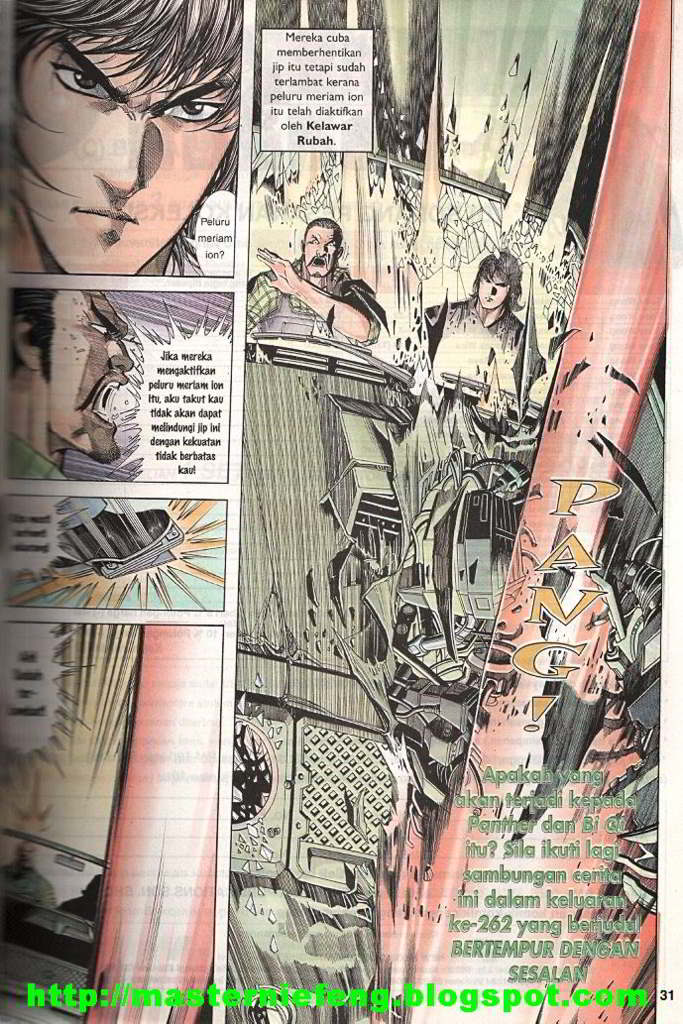 Peluru
meriam
ion?
Jika mereka
mengaktifkan
peluru meriam ion
itu, aku takut kau
tidak akan dapat
melindungi jip ini
dengan kekuatan
tidak berbatas
kau!
Mereka cuba
memberhentikan
jip itu tetapi sudah
terlambat kerana
peluru meriam ion
itu telah diaktifkan
oleh Kelawar
Rubah.
PANG!
Apakah yang
akan terjadi kepada
Panther dan Bi Gi
itu? Sila ikuti lagi
sambungan cerita
ini dalam keluaran
ke-262 yang berjudul
BERTEMPUR DENGAN
SESALAN
http://masterniefeng.blogspot.com
31